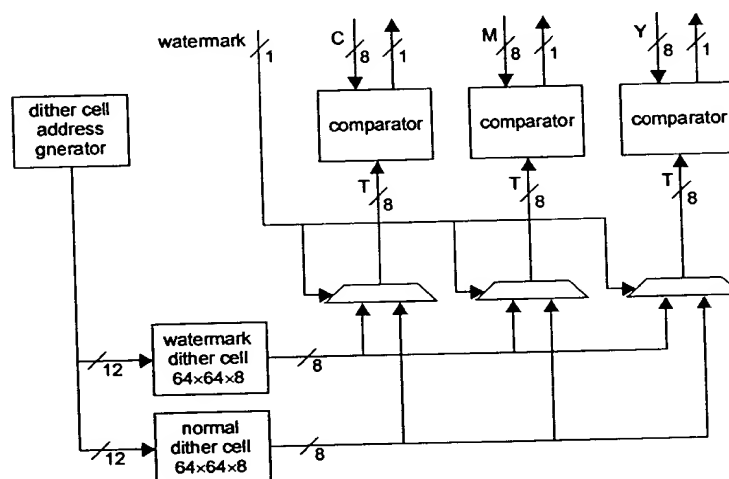 watermark 1
C 8 1
M 8 1
Y 8 1
dither cell
address
gnerator
comparator
comparator
comparator
T 8
T 8
T 8
12
watermark
dither cell
64×64×8
8
12
normal
dither cell
64×64×8
8